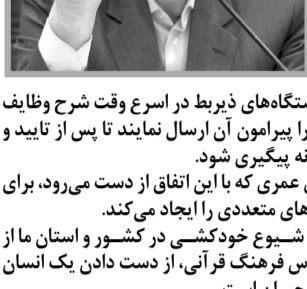 ستگاه‌های ذیربط در اسرع وقت شرح وظایف
را پیرامون آن ارسال نمایند تا پس از تایید و
پیگیری شود.
عمری که با این اتفاق از دست می‌رود، برای
های متعددی را ایجاد می‌کند.
شیوع خودکشی در کشور و استان ما از
فرهنگ قرآنی، از دست دادن یک انسان